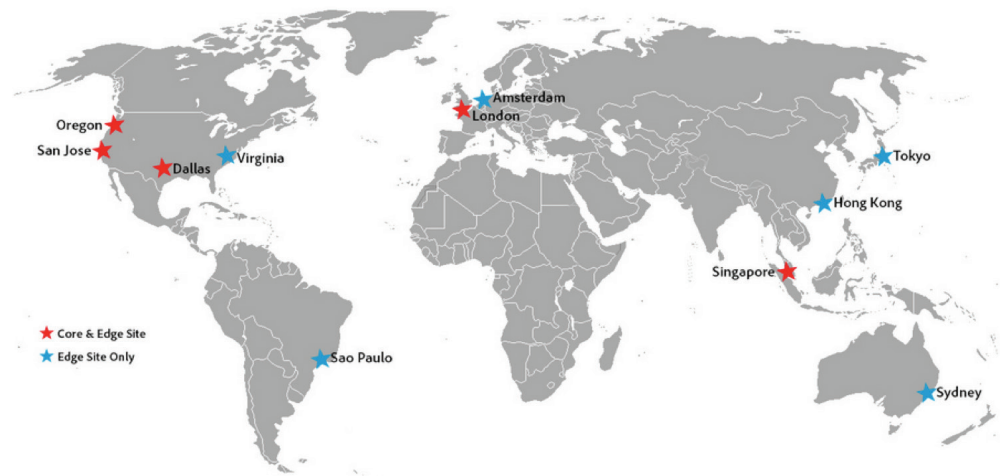 Amsterdam
London
Oregon
San Jose
Dallas
Virginia
Tokyo
Hong Kong
Singapore
Core & Edge Site
Edge Site Only
Sao Paulo
Sydney